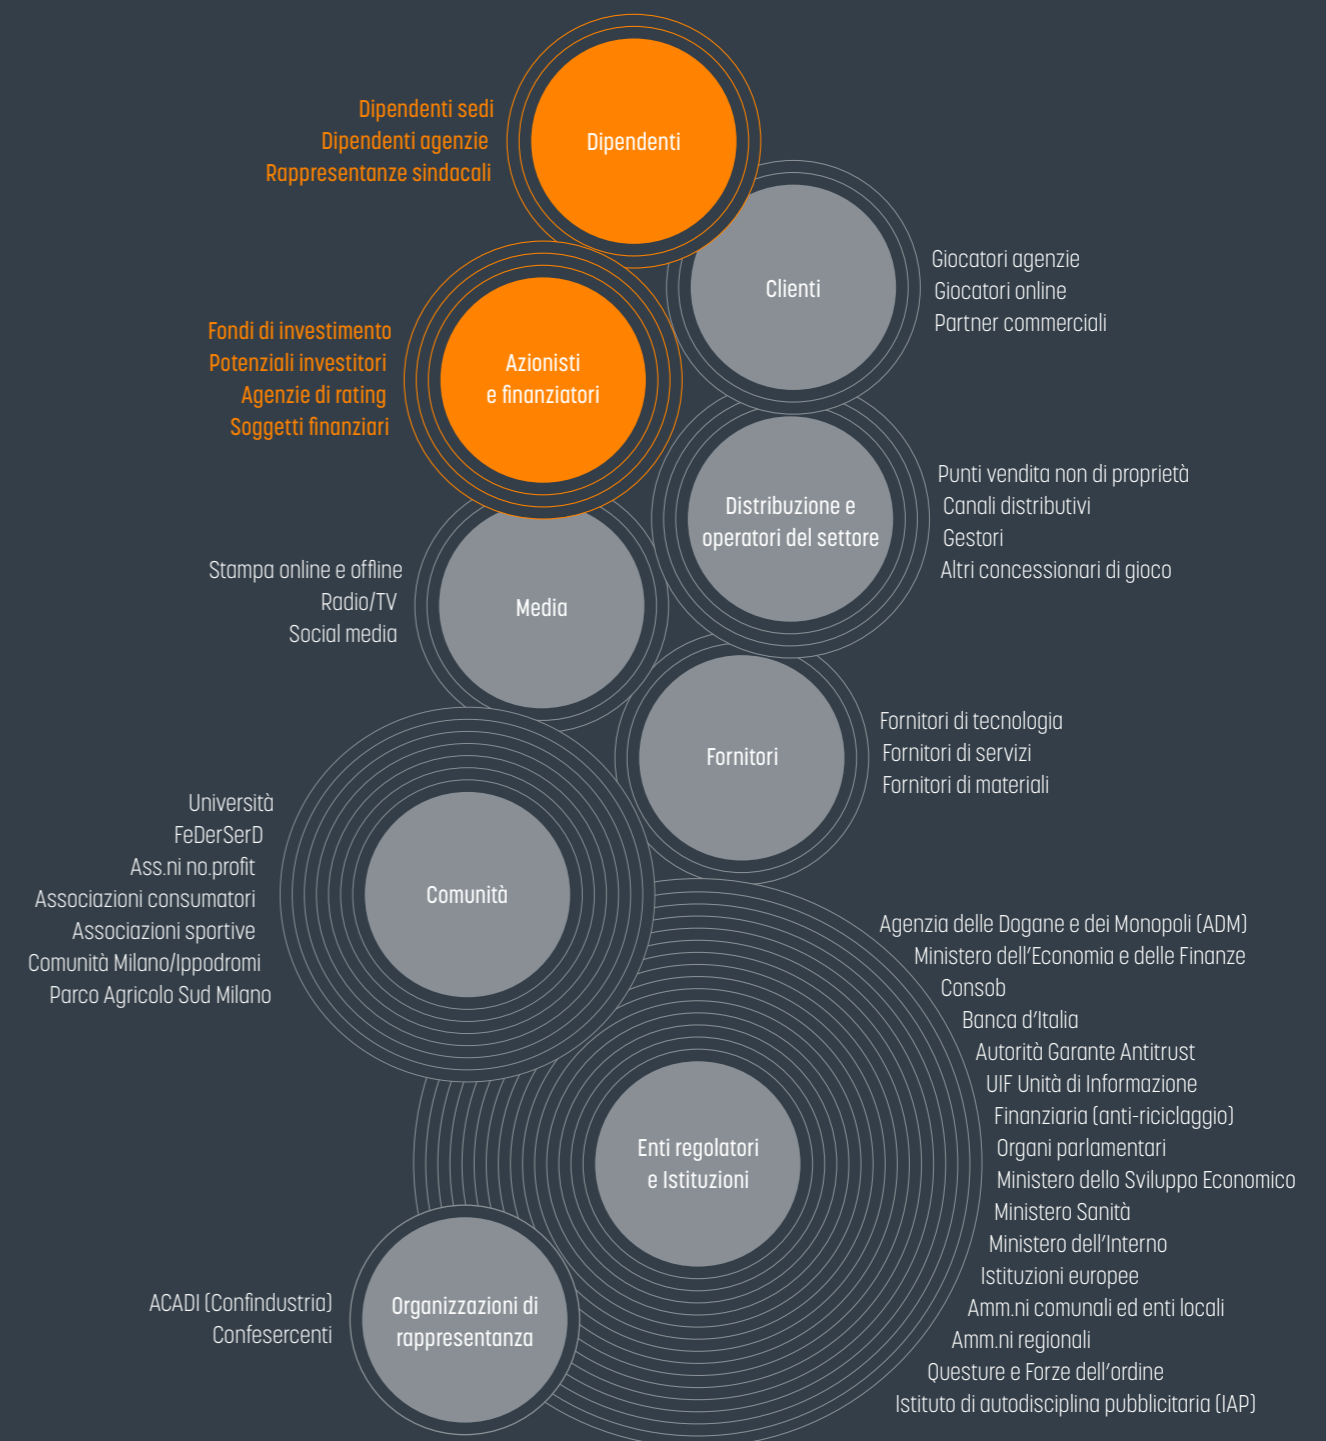 Dipendenti sedi
Dipendenti agenzie
Rappresentanze sindacali
Dipendenti
Clienti
Giocatori agenzie
Giocatori online
Partner commerciali
Fondi di investimento
Potenziali investitori
Agenzie di rating
Soggetti finanziari
Azionisti
e finanziatori
Distribuzione e
operatori del settore
Punti vendita non di proprietà
Canali distributivi
Gestori
Altri concessionari di gioco
Stampa online e offline
Radio/TV
Social media
Media
Fornitori
Fornitori di tecnologia
Fornitori di servizi
Fornitori di materiali
Università
FeDerSerD
Ass.ni no.profit
Associazioni consumatori
Associazioni sportive
Comunità Milano/Ippodromi
Parco Agricolo Sud Milano
Comunità
Enti regolatori
e Istituzioni
Agenzia delle Dogane e dei Monopoli (ADM)
Ministero dell'Economia e delle Finanze
Consob
Banca d'Italia
Autorità Garante Antitrust
UIF Unità di Informazione
Finanziaria (anti-riciclaggio)
Organi parlamentari
Ministero dello Sviluppo Economico
Ministero Sanità
Ministero dell'Interno
Istituzioni europee
Amm.ni comunali ed enti locali
Amm.ni regionali
Questure e Forze dell'ordine
Istituto di autodisciplina pubblicitaria (IAP)
ACADI (Confindustria)
Confesercenti
Organizzazioni di
rappresentanza